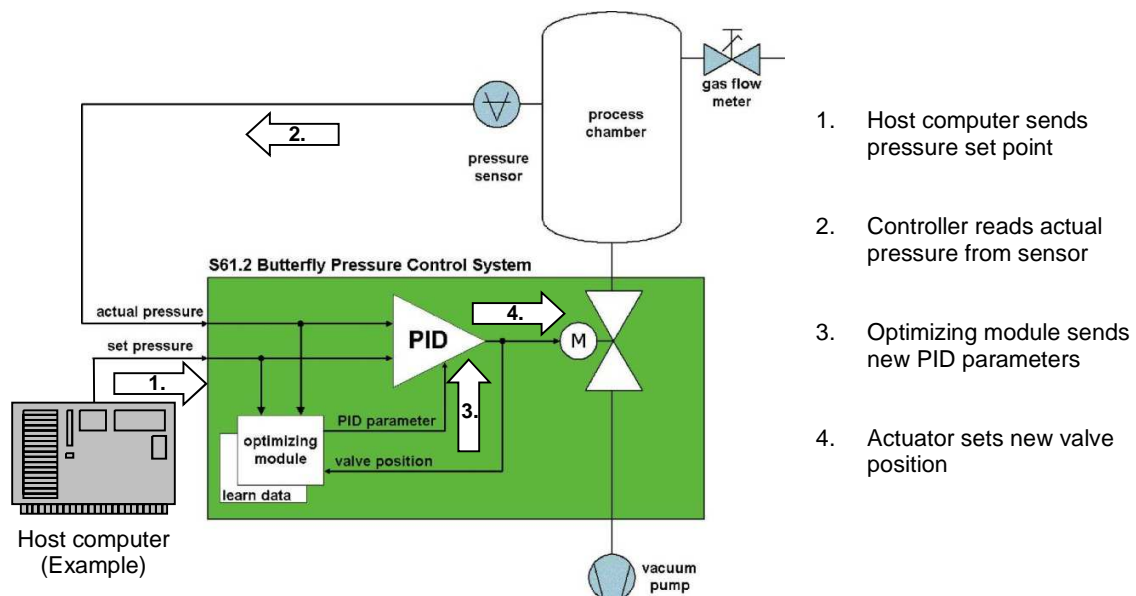 gas flow
meter
process
chamber
2.
pressure
sensor
S61.2 Butterfly Pressure Control System
actual pressure
set pressure
1.
PID
4.
M
3.
PID parameter
optimizing
module
valve position
learn data
Host computer
(Example)
vacuum
pump
1. Host computer sends
pressure set point
2. Controller reads actual
pressure from sensor
3. Optimizing module sends
new PID parameters
4. Actuator sets new valve
position